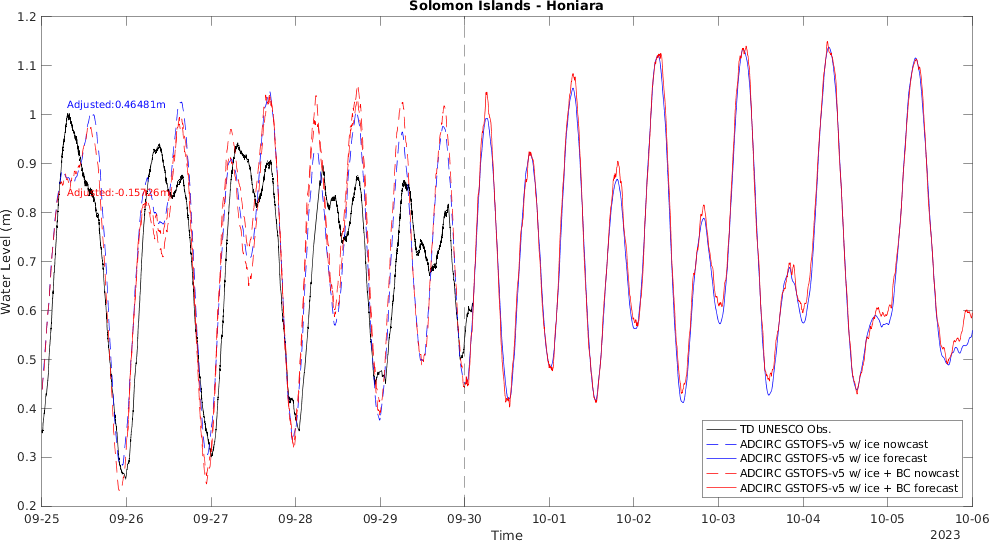 Solomon Islands - Honiara
1.2
1.1
1
0.9
0.8
0.7
0.6
0.5
0.4
0.3
0.2
Water Level (m)
Adjusted:0.46481m
Adjusted:-0.15726m
TD UNESCO Obs.
ADCIRC GSTOFS-v5 w/ ice nowcast
ADCIRC GSTOFS-v5 w/ ice forecast
ADCIRC GSTOFS-v5 w/ ice + BC nowcast
ADCIRC GSTOFS-v5 w/ ice + BC forecast
09-25 09-26 09-27 09-28 09-29 09-30 10-01 10-02 10-03 10-04 10-05 10-06
Time
2023